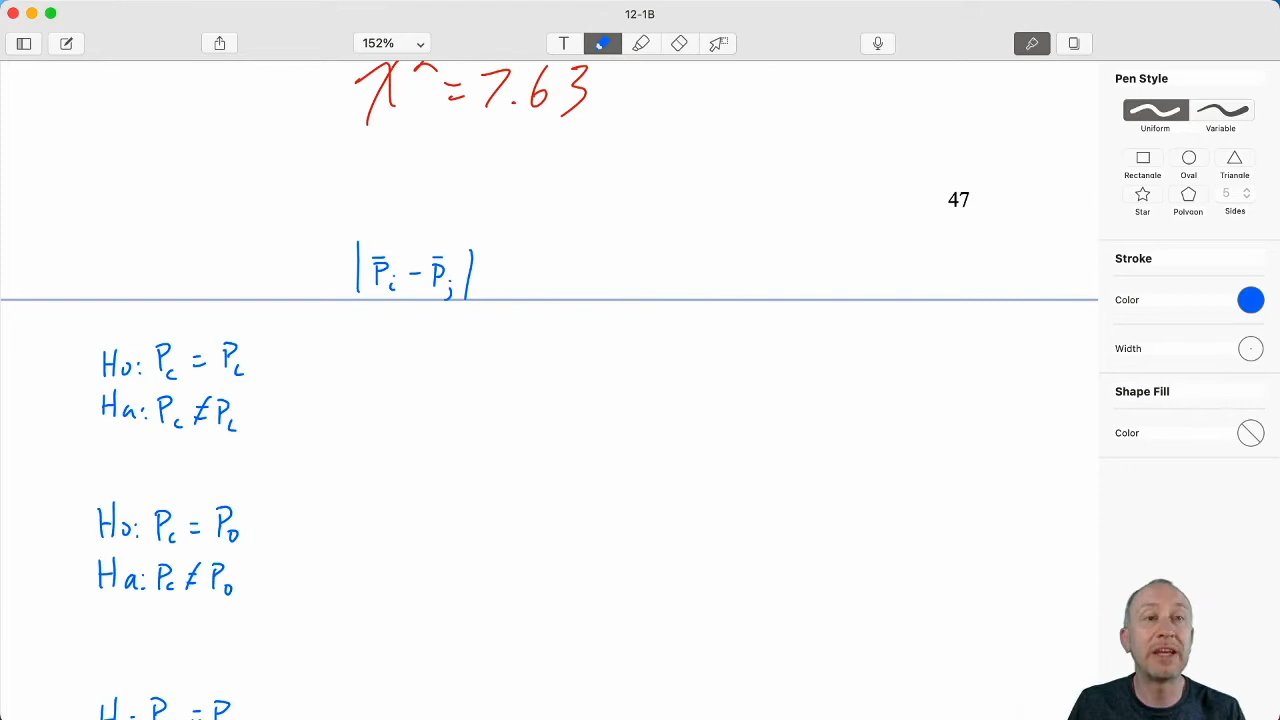 12-1B
152%
T
χ² = 7.63
47
|p̄ᵢ - p̄ⱼ|
Ho: Pc = PL
Ha: Pc ≠ PL
Ho: Pc = Po
Ha: Pc ≠ Po
Pen Style
Uniform Variable
Rectangle Oval Triangle
5
Star Polygon Sides
Stroke
Color
Width
Shape Fill
Color